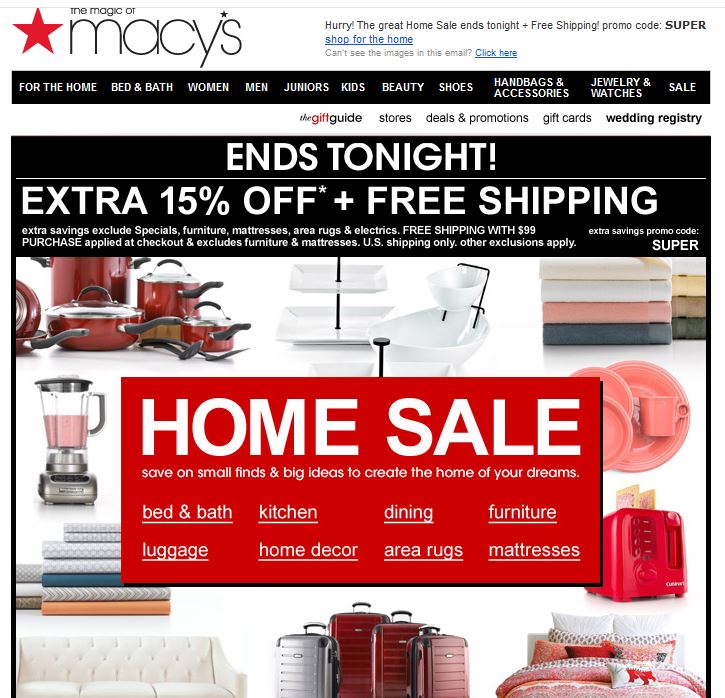 the magic of
macy's
Hurry! The great Home Sale ends tonight + Free Shipping! promo code: SUPER
shop for the home
Can't see the images in this email? Click here
FOR THE HOME BED & BATH WOMEN MEN JUNIORS KIDS BEAUTY SHOES HANDBAGS & ACCESSORIES JEWELRY & WATCHES SALE
thegiftguide stores deals & promotions gift cards wedding registry
ENDS TONIGHT!
EXTRA 15% OFF* + FREE SHIPPING
extra savings exclude Specials, furniture, mattresses, area rugs & electrics. FREE SHIPPING WITH $99
PURCHASE applied at checkout & excludes furniture & mattresses. U.S. shipping only. other exclusions apply.
extra savings promo code:
SUPER
HOME SALE
save on small finds & big ideas to create the home of your dreams.
bed & bath kitchen dining furniture
luggage home decor area rugs mattresses
Cuisinart